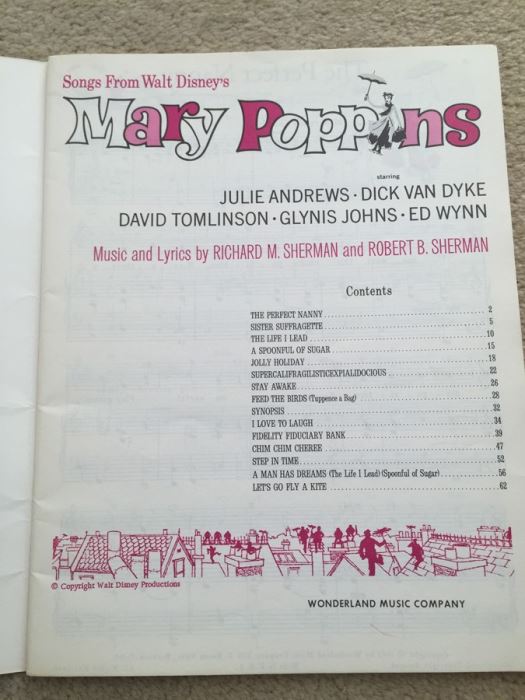 Songs From Walt Disney's
Mary Poppins
starring
JULIE ANDREWS · DICK VAN DYKE
DAVID TOMLINSON · GLYNIS JOHNS · ED WYNN
Music and Lyrics by RICHARD M. SHERMAN and ROBERT B. SHERMAN
Contents
THE PERFECT NANNY 2
SISTER SUFFRAGETTE 5
THE LIFE I LEAD 10
A SPOONFUL OF SUGAR 15
JOLLY HOLIDAY 18
SUPERCALIFRAGILISTICEXPIALIDOCIOUS 22
STAY AWAKE 26
FEED THE BIRDS (Tuppence a Bag) 28
SYNOPSIS 32
I LOVE TO LAUGH 34
FIDELITY FIDUCIARY BANK 39
CHIM CHIM CHEREE 47
STEP IN TIME 52
A MAN HAS DREAMS (The Life I Lead) (Spoonful of Sugar) 56
LET'S GO FLY A KITE 62
© Copyright Walt Disney Productions
WONDERLAND MUSIC COMPANY